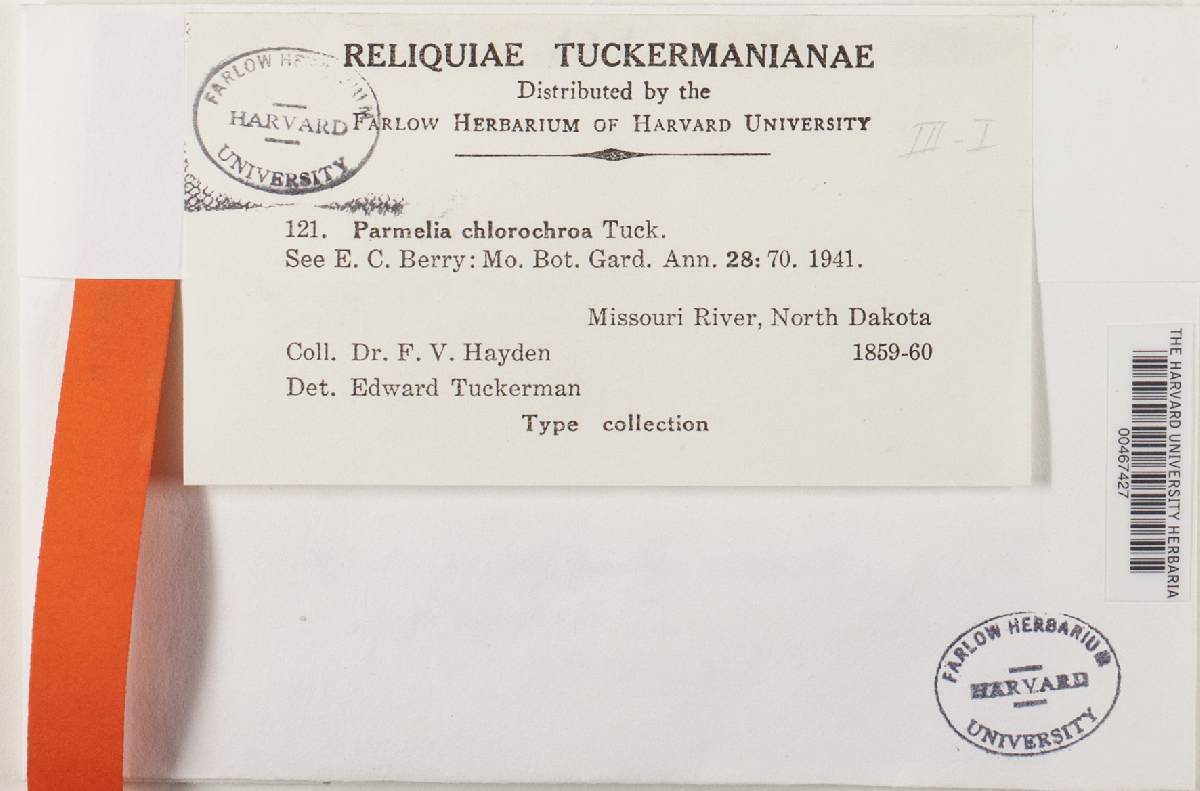 RELIQUIAE TUCKERMANIANAE
Distributed by the
FARLOW HERBARIUM OF HARVARD UNIVERSITY
III - I
FARLOW
HARVARD
UNIVERSITY
121. Parmelia chlorochroa Tuck.
See E. C. Berry: Mo. Bot. Gard. Ann. 28: 70. 1941.
Missouri River, North Dakota
Coll. Dr. F. V. Hayden 1859-60
Det. Edward Tuckerman
Type collection
THE HARVARD UNIVERSITY HERBARIA
00467427
FARLOW HERBARIUM
HARVARD
UNIVERSITY